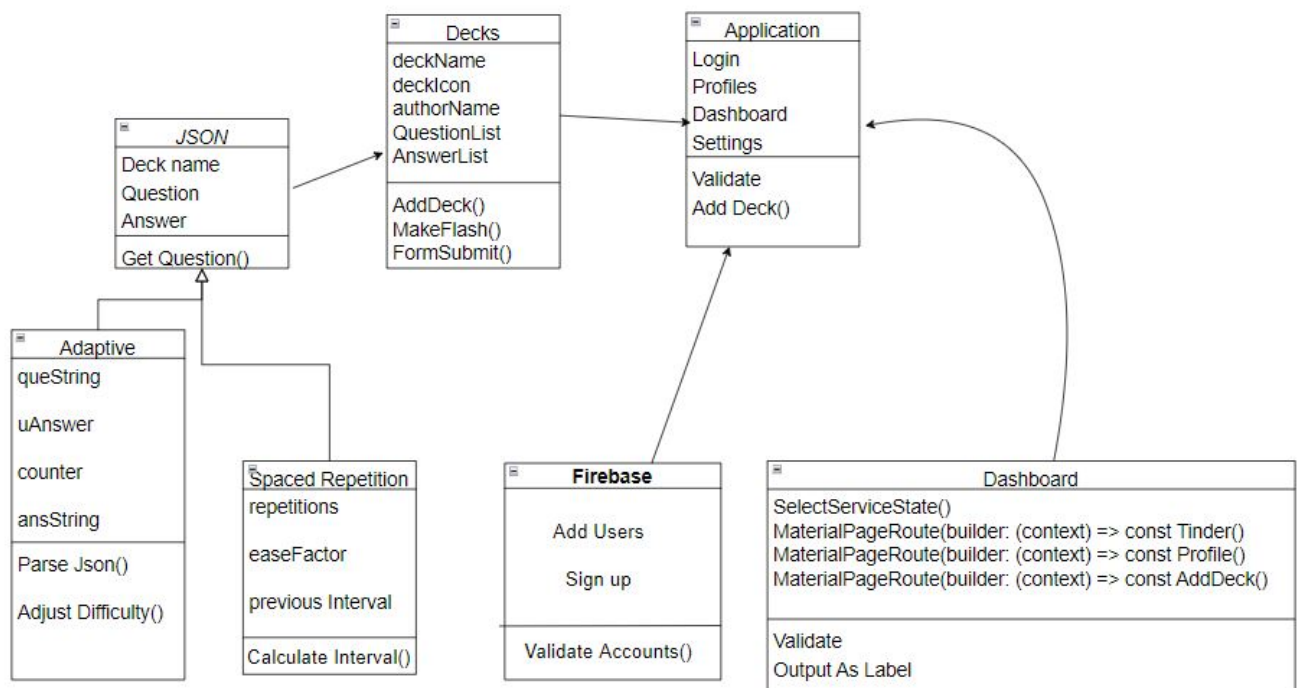 Decks
deckName
deckIcon
authorName
QuestionList
AnswerList
AddDeck()
MakeFlash()
FormSubmit()
Application
Login
Profiles
Dashboard
Settings
Validate
Add Deck()
JSON
Deck name
Question
Answer
Get Question()
Adaptive
queString
uAnswer
counter
ansString
Parse Json()
Adjust Difficulty()
Spaced Repetition
repetitions
easeFactor
previous Interval
Calculate Interval()
Firebase
Add Users
Sign up
Validate Accounts()
Dashboard
SelectServiceState()
MaterialPageRoute(builder: (context) => const Tinder()
MaterialPageRoute(builder: (context) => const Profile()
MaterialPageRoute(builder: (context) => const AddDeck()
Validate
Output As Label